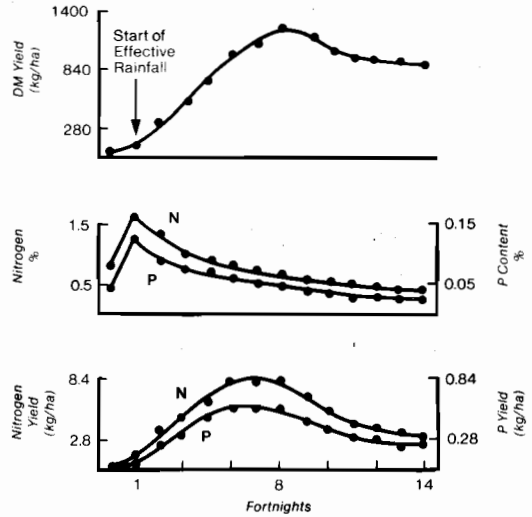 1400
840
280
DM Yield
(kg/ha)
Start of
Effective
Rainfall
1.5
0.5
Nitrogen
%
N
P
0.15
0.05
P Content
%
8.4
2.8
Nitrogen
Yield
(kg/ha)
N
P
0.84
0.28
P Yield
(kg/ha)
1 8 14
Fortnights